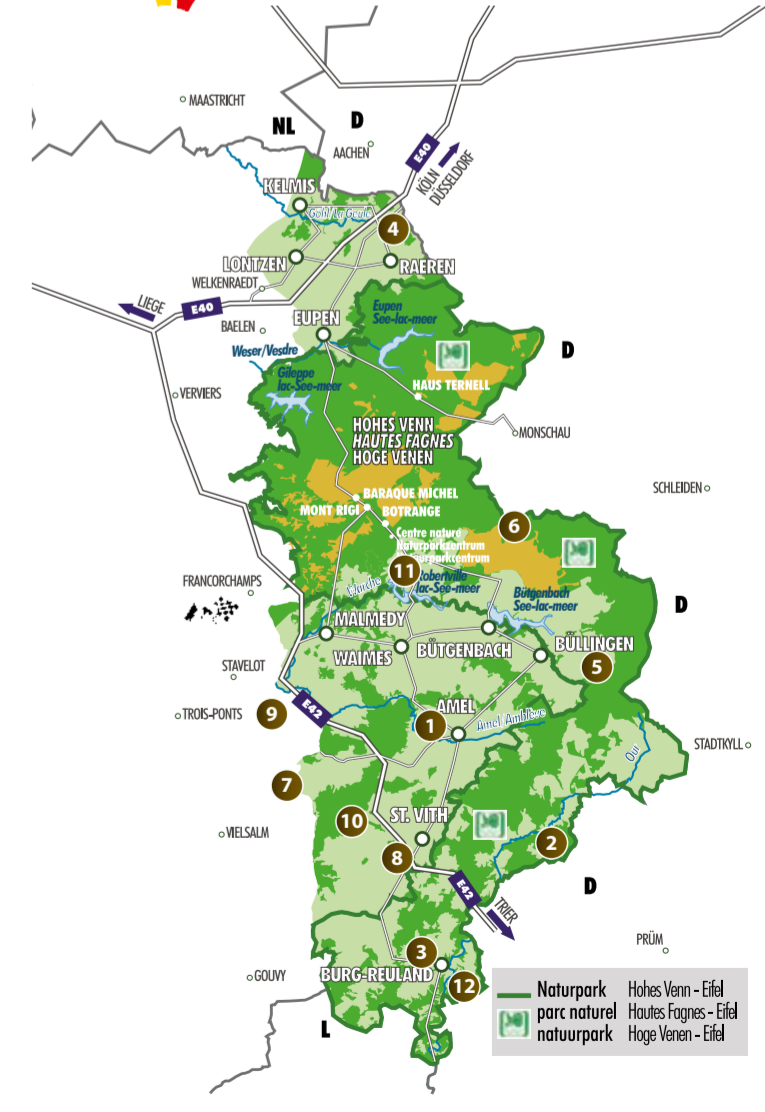 MAASTRICHT
NL
D
AACHEN
E40
KÖLN
DÜSSELDORF
KELMIS
Göhl/La Gueule
4
LONTZEN
RAEREN
WELKENRAEDT
LIEGE
E40
EUPEN
Eupen
See-lac-meer
BAELEN
Weser/Vesdre
D
Gileppe
lac-See-meer
HAUS TERNELL
VERVIERS
HOHES VENN
HAUTES FAGNES
HOGE VENEN
MONSCHAU
SCHLEIDEN
BARAQUE MICHEL
MONT RIGI
BOTRANGE
6
Centre nature
Naturparkzentrum
Natuurparkcentrum
11
Robertville
lac-See-meer
FRANCORCHAMPS
Warche
Bütgenbach
See-lac-meer
D
MALMEDY
WAIMES
BÜTGENBACH
BÜLLINGEN
5
STAVELOT
E42
AMEL
9
TROIS-PONTS
1
Amel/Amblève
Our
STADTKYLL
7
10
ST. VITH
VIELSALM
2
8
E42
D
TRIER
3
PRÜM
BURG-REULAND
GOUVY
12
L
Naturpark Hohes Venn - Eifel
parc naturel Hautes Fagnes - Eifel
natuurpark Hoge Venen - Eifel